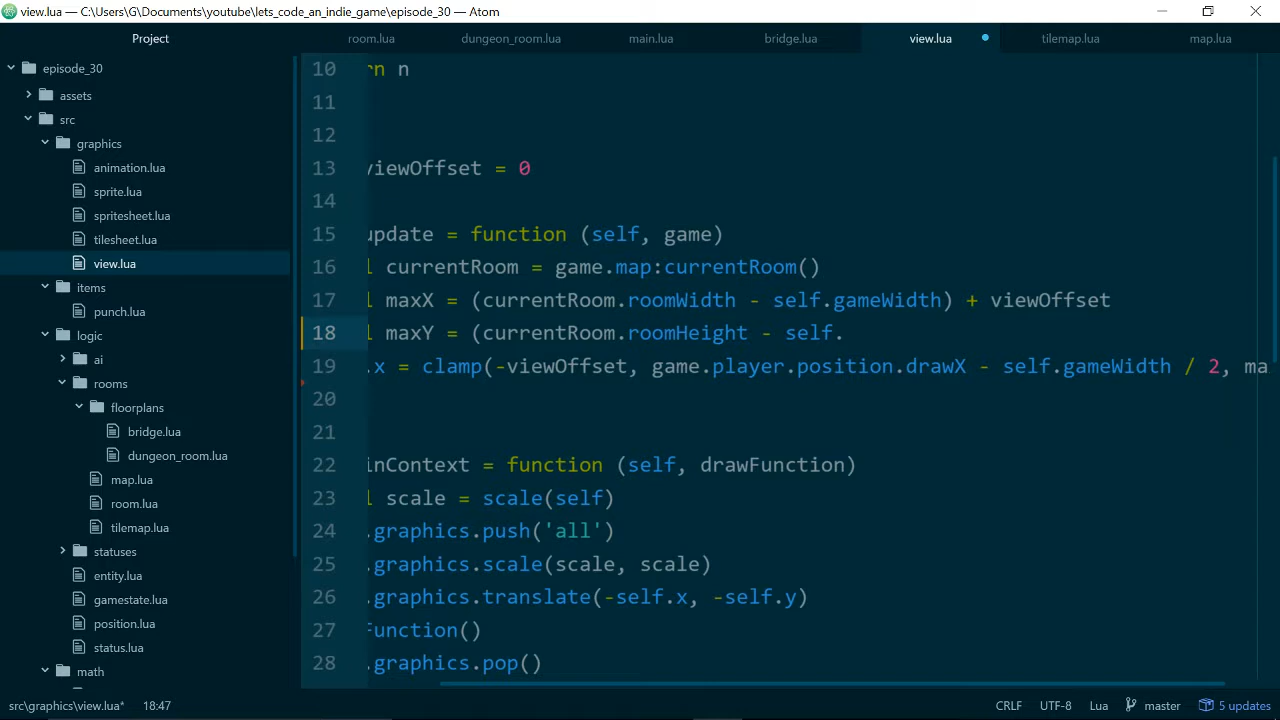 view.lua — C:\Users\G\Documents\youtube\lets_code_an_indie_game\episode_30 — Atom
Project
room.lua
dungeon_room.lua
main.lua
bridge.lua
view.lua
tilemap.lua
map.lua
episode_30
assets
src
graphics
animation.lua
sprite.lua
spritesheet.lua
tilesheet.lua
view.lua
items
punch.lua
logic
ai
rooms
floorplans
bridge.lua
dungeon_room.lua
map.lua
room.lua
tilemap.lua
statuses
entity.lua
gamestate.lua
position.lua
status.lua
math
10 rn n
11
12
13 viewOffset = 0
14
15 update = function (self, game)
16 l currentRoom = game.map:currentRoom()
17 l maxX = (currentRoom.roomWidth - self.gameWidth) + viewOffset
18 l maxY = (currentRoom.roomHeight - self.
19 .x = clamp(-viewOffset, game.player.position.drawX - self.gameWidth / 2, ma
20
21
22 inContext = function (self, drawFunction)
23 l scale = scale(self)
24 .graphics.push('all')
25 .graphics.scale(scale, scale)
26 .graphics.translate(-self.x, -self.y)
27 Function()
28 .graphics.pop()
src\graphics\view.lua* 18:47
CRLF UTF-8 Lua master 5 updates